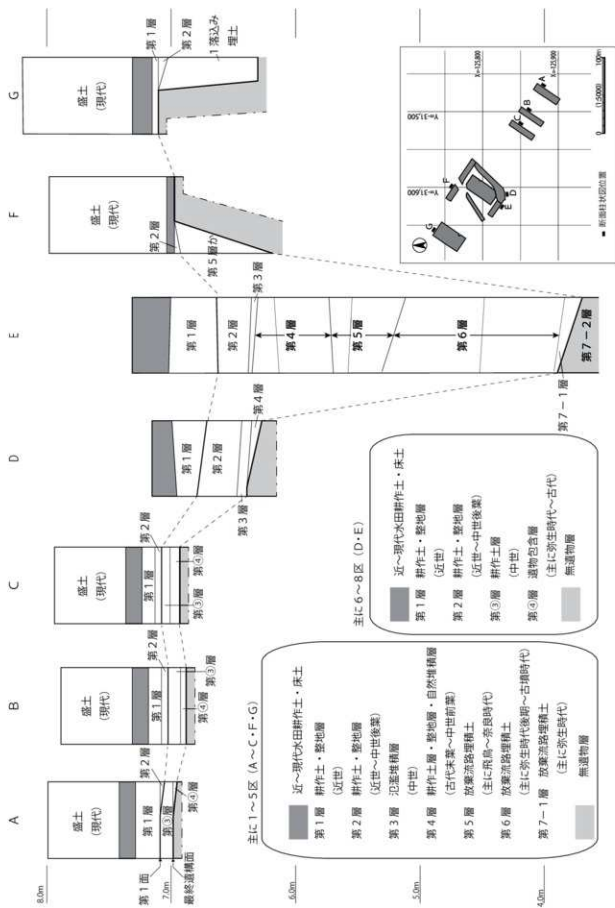 A
B
C
D
E
F
G
8.0m
7.0m
6.0m
5.0m
4.0m
第1面
最終遺構面
盛土
(現代)
第1層
第③層
第2層
第④層
盛土
(現代)
第1層
第2層
第③層
第④層
盛土
(現代)
第1層
第③層
第2層
第④層
第1層
第2層
第3層
第4層
第1層
第2層
第3層
第4層
第5層
第6層
第7－1層
第7－2層
盛土
(現代)
第2層
第5層か
盛土
(現代)
第1層
第2層
1落込み
埋土
主に1～5区（A～C・F・G）
近～現代水田耕作土・床土
第1層 耕作土・整地層
(近世)
第2層 耕作土・整地層
(近世～中世後葉)
第3層 氾濫堆積層
(中世)
第4層 耕作土層・整地層・自然堆積層
(古代末葉～中世前葉)
第5層 放棄流路埋積土
(主に飛鳥～奈良時代)
第6層 放棄流路埋積土
(主に弥生時代後期～古墳時代)
第7－1層 放棄流路埋積土
(主に弥生時代)
無遺物層
主に6～8区（D・E）
近～現代水田耕作土・床土
第1層 耕作土・整地層
(近世)
第2層 耕作土・整地層
(近世～中世後葉)
第③層 耕作土層
(中世)
第④層 遺物包含層
(主に弥生時代～古代)
無遺物層
Y=-31,600
Y=-31,500
X=-125,800
X=-125,900
A
B
C
D
E
F
G
0
(1:5000)
100m
断面柱状図位置